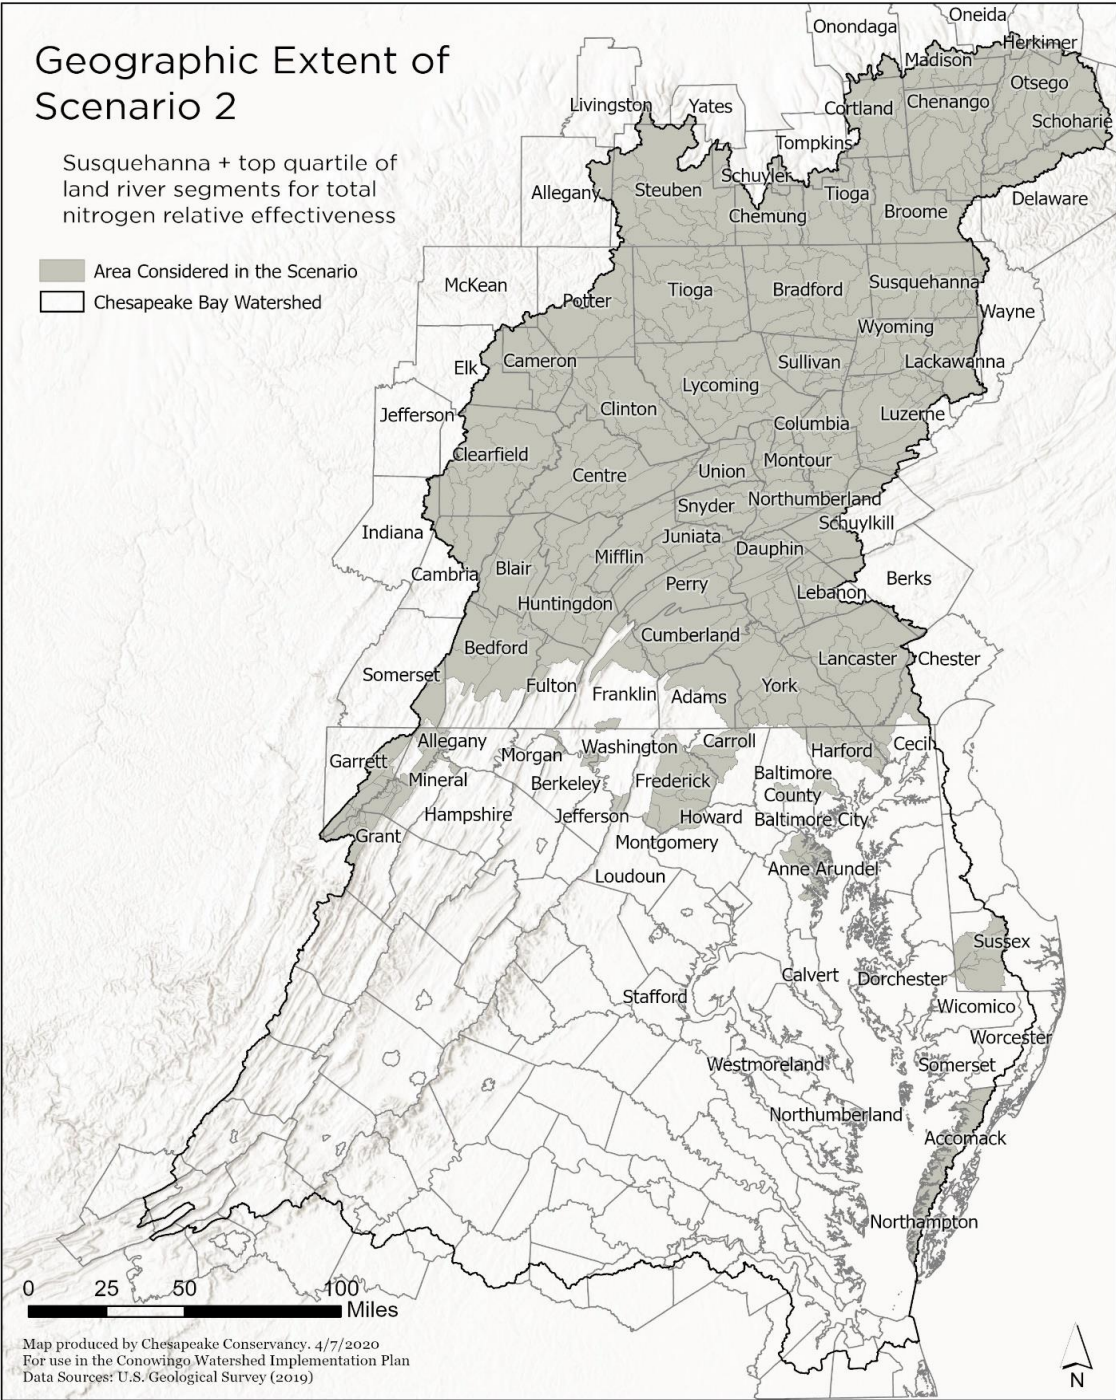 Geographic Extent of
Scenario 2
Susquehanna + top quartile of
land river segments for total
nitrogen relative effectiveness
Area Considered in the Scenario
Chesapeake Bay Watershed
Oneida
Onondaga
Herkimer
Madison
Otsego
Livingston
Yates
Cortland
Chenango
Schoharie
Tompkins
Schuyler
Allegany
Steuben
Tioga
Delaware
Chemung
Broome
McKean
Potter
Tioga
Bradford
Susquehanna
Wayne
Wyoming
Elk
Cameron
Sullivan
Lackawanna
Lycoming
Jefferson
Clinton
Columbia
Luzerne
Clearfield
Centre
Union
Montour
Snyder
Northumberland
Indiana
Schuylkill
Juniata
Dauphin
Mifflin
Cambria
Blair
Perry
Lebanon
Berks
Huntingdon
Cumberland
Bedford
Lancaster
Chester
Somerset
Fulton
Franklin
Adams
York
Allegany
Morgan
Washington
Carroll
Harford
Cecil
Garrett
Mineral
Berkeley
Frederick
Baltimore
County
Hampshire
Jefferson
Howard
Baltimore City
Grant
Montgomery
Loudoun
Anne Arundel
Sussex
Calvert
Dorchester
Stafford
Wicomico
Worcester
Westmoreland
Somerset
Northumberland
Accomack
Northampton
0 25 50 100
Miles
Map produced by Chesapeake Conservancy. 4/7/2020
For use in the Conowingo Watershed Implementation Plan
Data Sources: U.S. Geological Survey (2019)
N